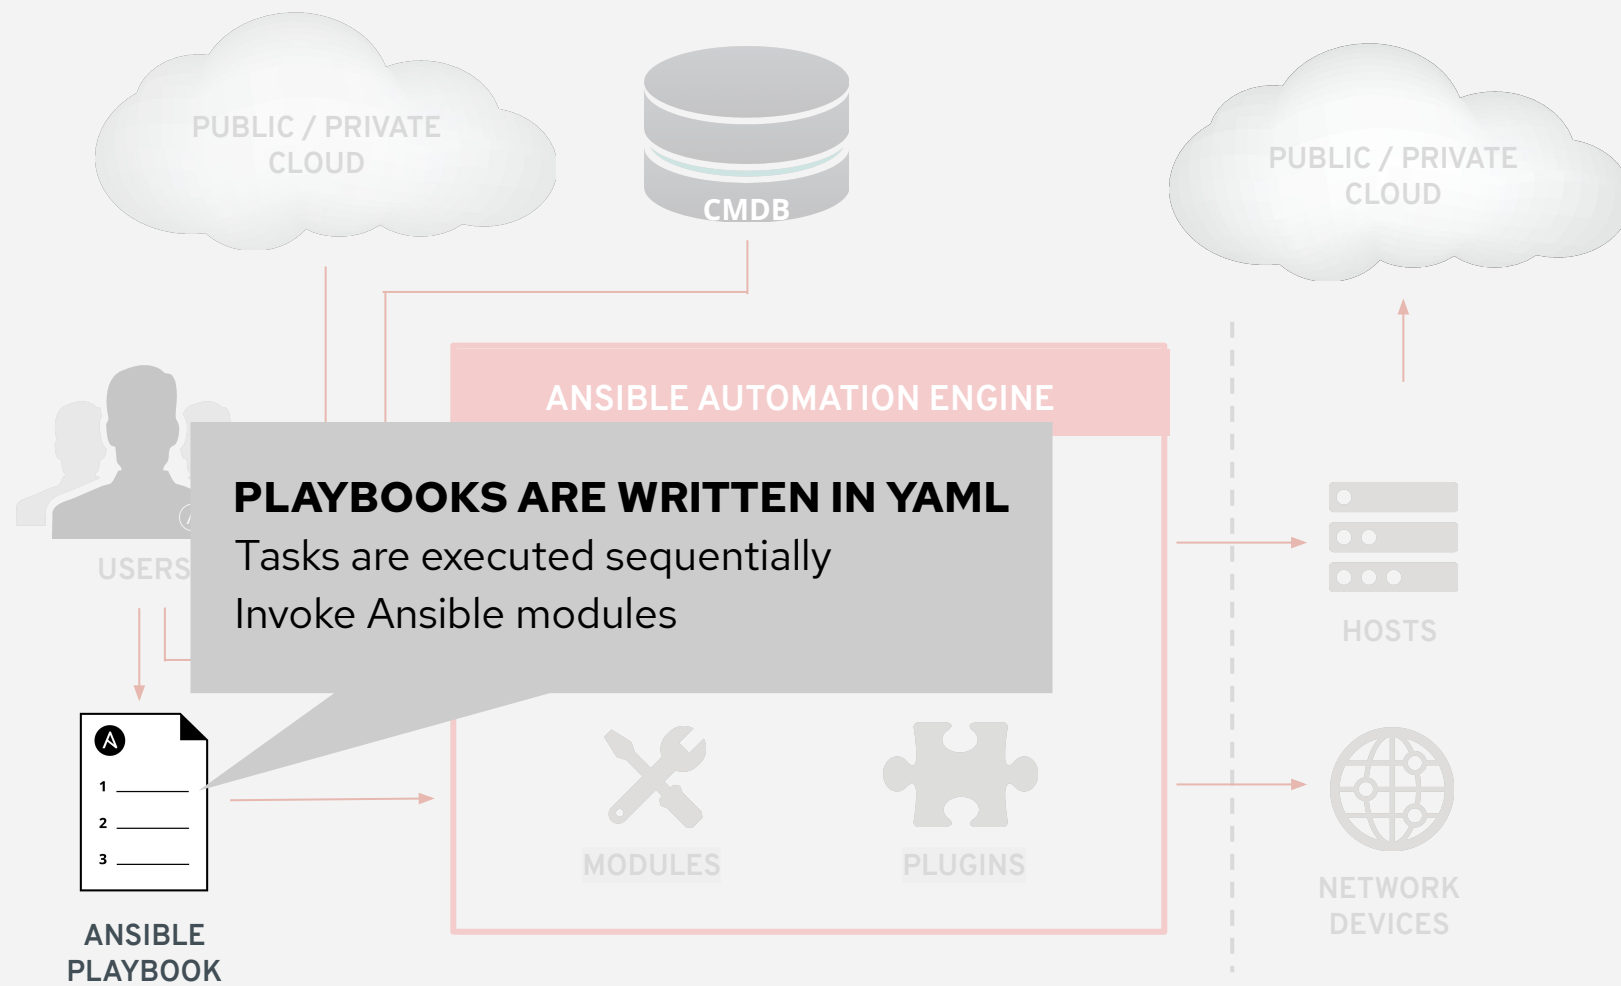 PUBLIC / PRIVATE
CLOUD
CMDB
PUBLIC / PRIVATE
CLOUD
ANSIBLE AUTOMATION ENGINE
USERS
PLAYBOOKS ARE WRITTEN IN YAML
Tasks are executed sequentially
Invoke Ansible modules
HOSTS
1
2
3
MODULES
PLUGINS
NETWORK
DEVICES
ANSIBLE
PLAYBOOK